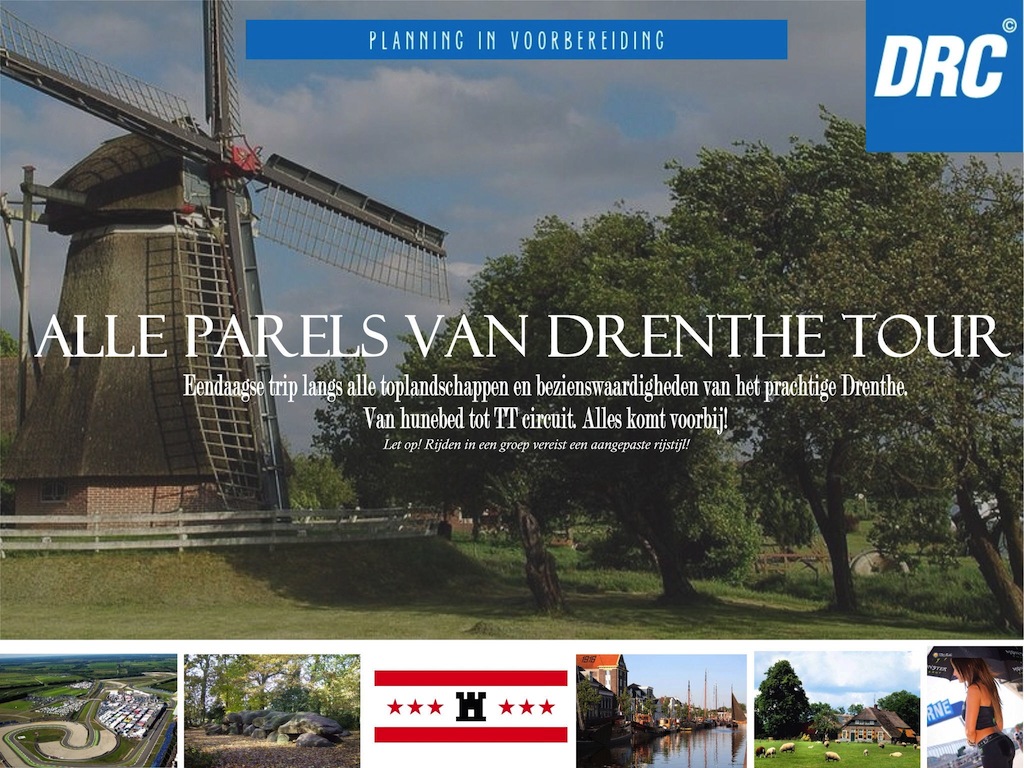 PLANNING IN VOORBEREIDING
DRC©
ALLE PARELS VAN DRENTHE TOUR
Eendaagse trip langs alle toplandschappen en bezienswaardigheden van het prachtige Drenthe.
Van hunebed tot TT circuit. Alles komt voorbij!
Let op! Rijden in een groep vereist een aangepaste rijstijl!